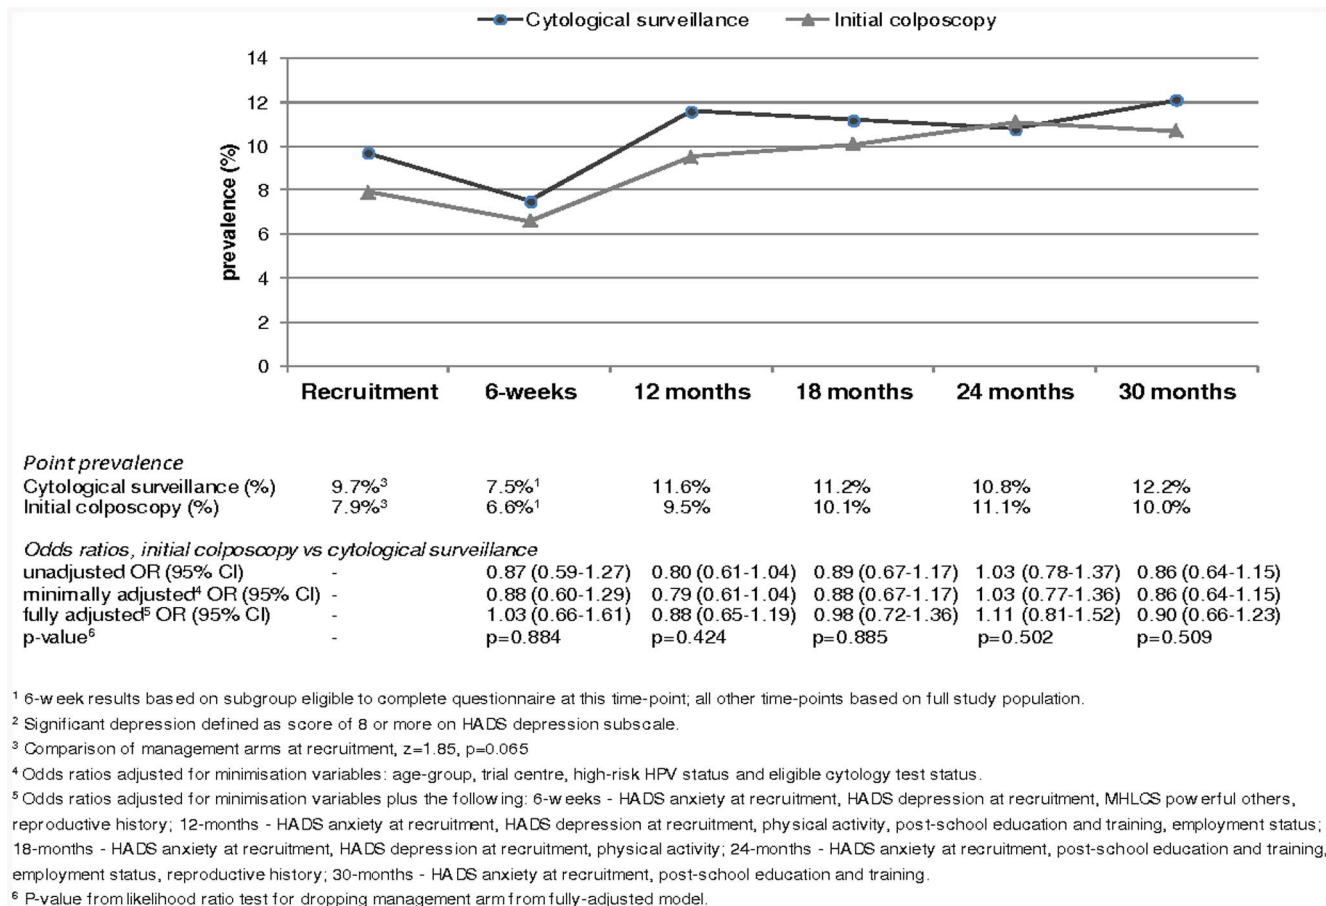 Cytological surveillance Initial colposcopy
14
12
10
8
6
4
2
0
prevalence (%)
Recruitment 6-weeks 12 months 18 months 24 months 30 months
Point prevalence
Cytological surveillance (%) 9.7%³ 7.5%¹ 11.6% 11.2% 10.8% 12.2%
Initial colposcopy (%) 7.9%³ 6.6%¹ 9.5% 10.1% 11.1% 10.0%
Odds ratios, initial colposcopy vs cytological surveillance
unadjusted OR (95% CI) - 0.87 (0.59-1.27) 0.80 (0.61-1.04) 0.89 (0.67-1.17) 1.03 (0.78-1.37) 0.86 (0.64-1.15)
minimally adjusted⁴ OR (95% CI) - 0.88 (0.60-1.29) 0.79 (0.61-1.04) 0.88 (0.67-1.17) 1.03 (0.77-1.36) 0.86 (0.64-1.15)
fully adjusted⁵ OR (95% CI) - 1.03 (0.66-1.61) 0.88 (0.65-1.19) 0.98 (0.72-1.36) 1.11 (0.81-1.52) 0.90 (0.66-1.23)
p-value⁶ - p=0.884 p=0.424 p=0.885 p=0.502 p=0.509
¹ 6-week results based on subgroup eligible to complete questionnaire at this time-point; all other time-points based on full study population.
² Significant depression defined as score of 8 or more on HADS depression subscale.
³ Comparison of management arms at recruitment, z=1.85, p=0.065
⁴ Odds ratios adjusted for minimisation variables: age-group, trial centre, high-risk HPV status and eligible cytology test status.
⁵ Odds ratios adjusted for minimisation variables plus the following: 6-weeks - HADS anxiety at recruitment, HADS depression at recruitment, MHLCS powerful others,
reproductive history; 12-months - HADS anxiety at recruitment, HADS depression at recruitment, physical activity, post-school education and training, employment status;
18-months - HADS anxiety at recruitment, HADS depression at recruitment, physical activity; 24-months - HADS anxiety at recruitment, post-school education and training,
employment status, reproductive history; 30-months - HADS anxiety at recruitment, post-school education and training.
⁶ P-value from likelihood ratio test for dropping management arm from fully-adjusted model.